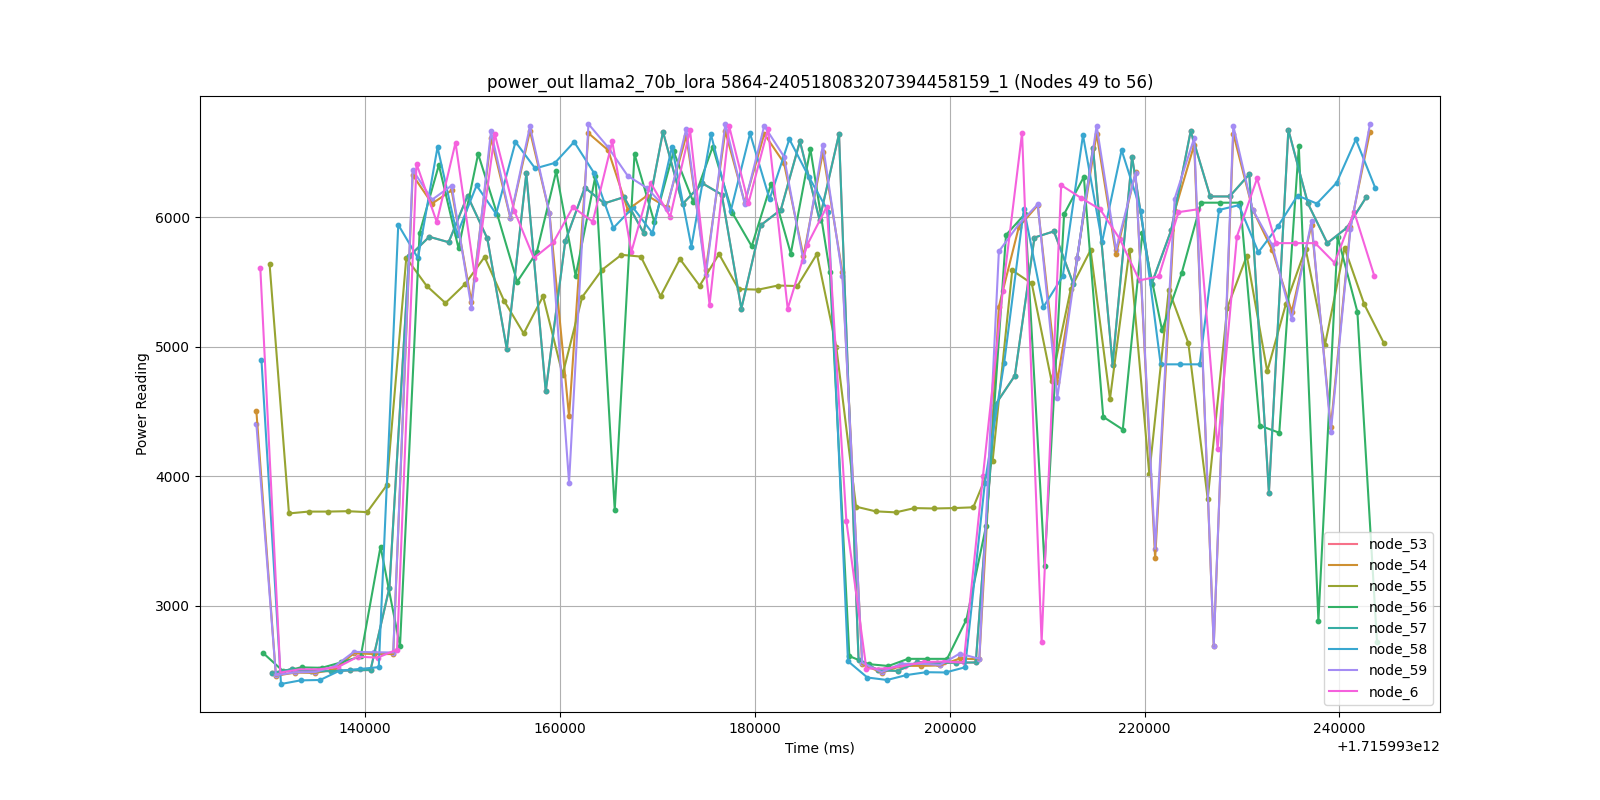 power_out llama2_70b_lora 5864-240518083207394458159_1 (Nodes 49 to 56)
Power Reading
6000
5000
4000
3000
node_53
node_54
node_55
node_56
node_57
node_58
node_59
node_6
140000 160000 180000 200000 220000 240000
Time (ms)
+1.715993e12